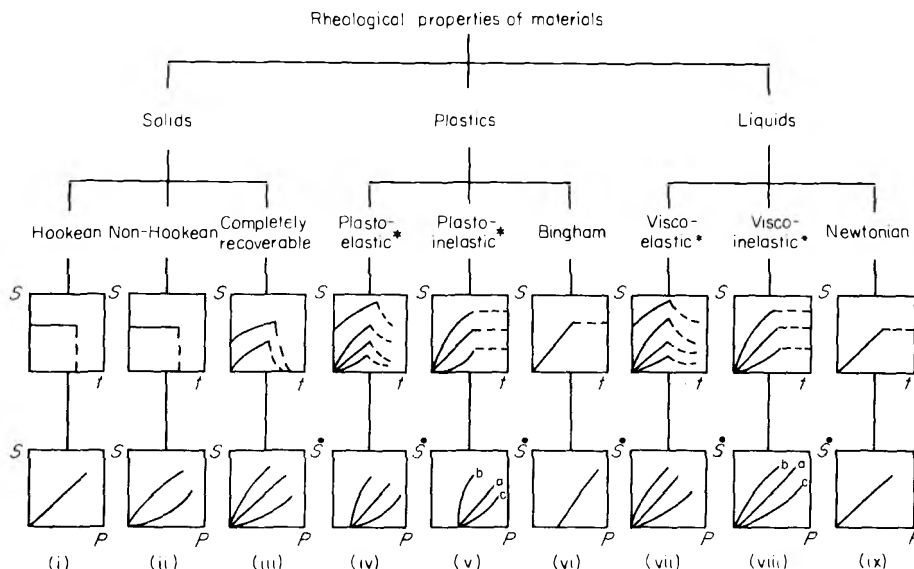 Rheological properties of materials
Solids Plastics Liquids
Hookean Non-Hookean Completely recoverable Plasto-elastic* Plasto-inelastic* Bingham Visco-elastic* Visco-inelastic* Newtonian
S S S S S S S S S
t t t t t t t t t
S S S Ṡ Ṡ Ṡ Ṡ Ṡ Ṡ
b a c b a c
P P P P P P P P P
(i) (ii) (iii) (iv) (v) (vi) (vii) (viii) (ix)